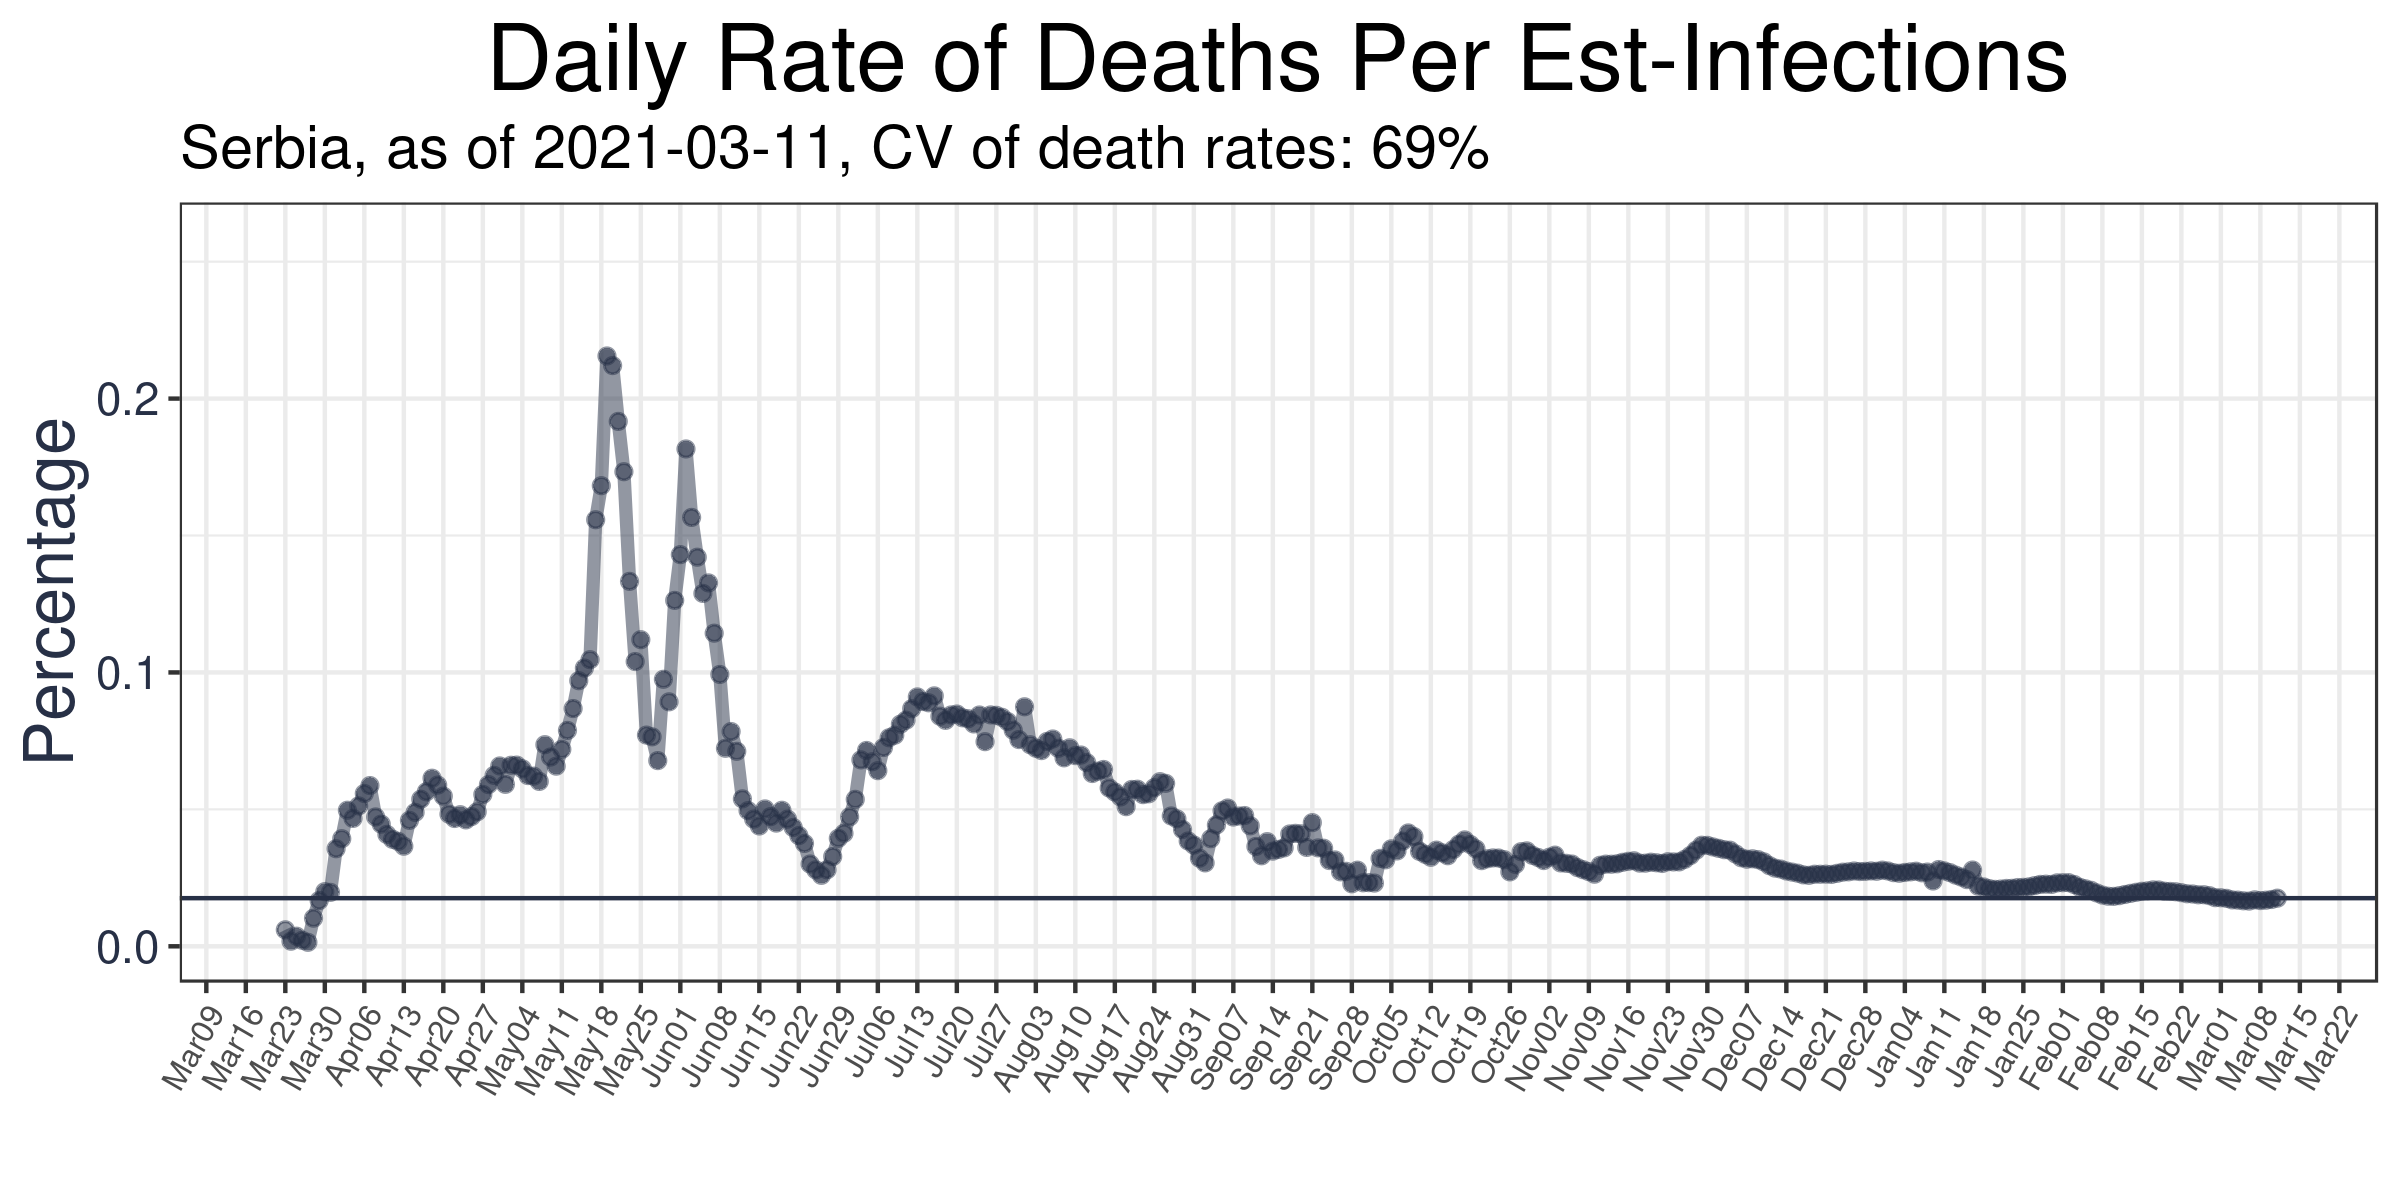 Daily Rate of Deaths Per Est-Infections
Serbia, as of 2021-03-11, CV of death rates: 69%
Percentage
0.2
0.1
0.0
Mar09
Mar16
Mar23
Mar30
Apr06
Apr13
Apr20
Apr27
May04
May11
May18
May25
Jun01
Jun08
Jun15
Jun22
Jun29
Jul06
Jul13
Jul20
Jul27
Aug03
Aug10
Aug17
Aug24
Aug31
Sep07
Sep14
Sep21
Sep28
Oct05
Oct12
Oct19
Oct26
Nov02
Nov09
Nov16
Nov23
Nov30
Dec07
Dec14
Dec21
Dec28
Jan04
Jan11
Jan18
Jan25
Feb01
Feb08
Feb15
Feb22
Mar01
Mar08
Mar15
Mar22